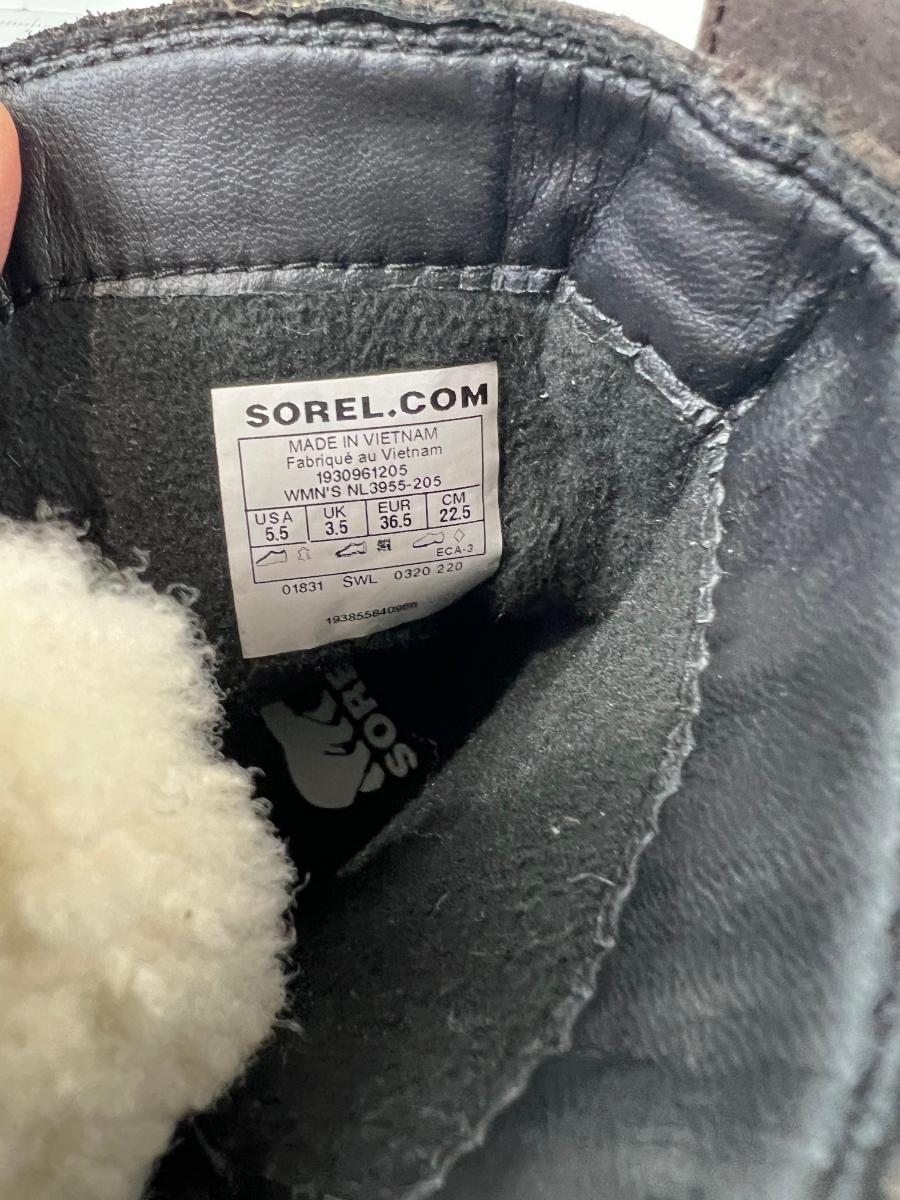 SOREL.COM
MADE IN VIETNAM
Fabriqué au Vietnam
1930961205
WMN'S NL3955-205
USA UK EUR CM
5.5 3.5 36.5 22.5
ECA-3
01831 SWL 0320 220
SORE